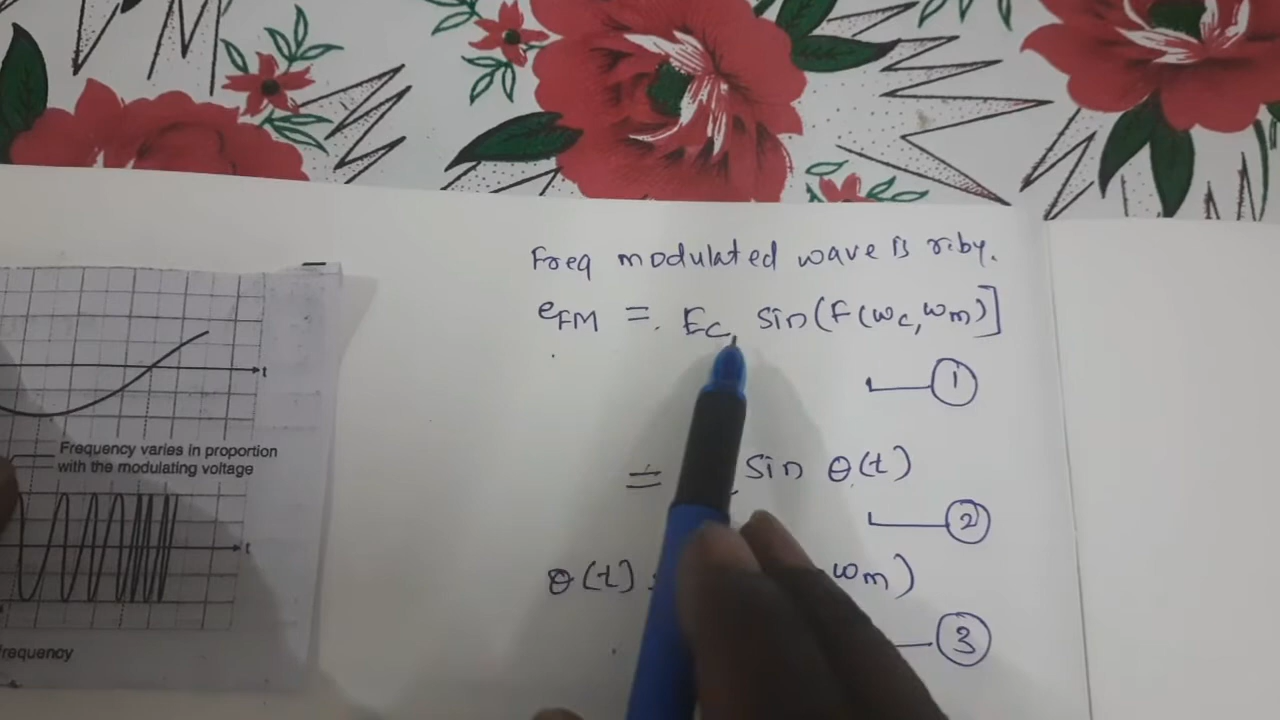 Freq modulated wave is r.by.
eFM = Ec sin(F(ωc, ωm)]
1
= sin θ(t)
2
θ(t) ωm)
3
t
Frequency varies in proportion
with the modulating voltage
t
requency